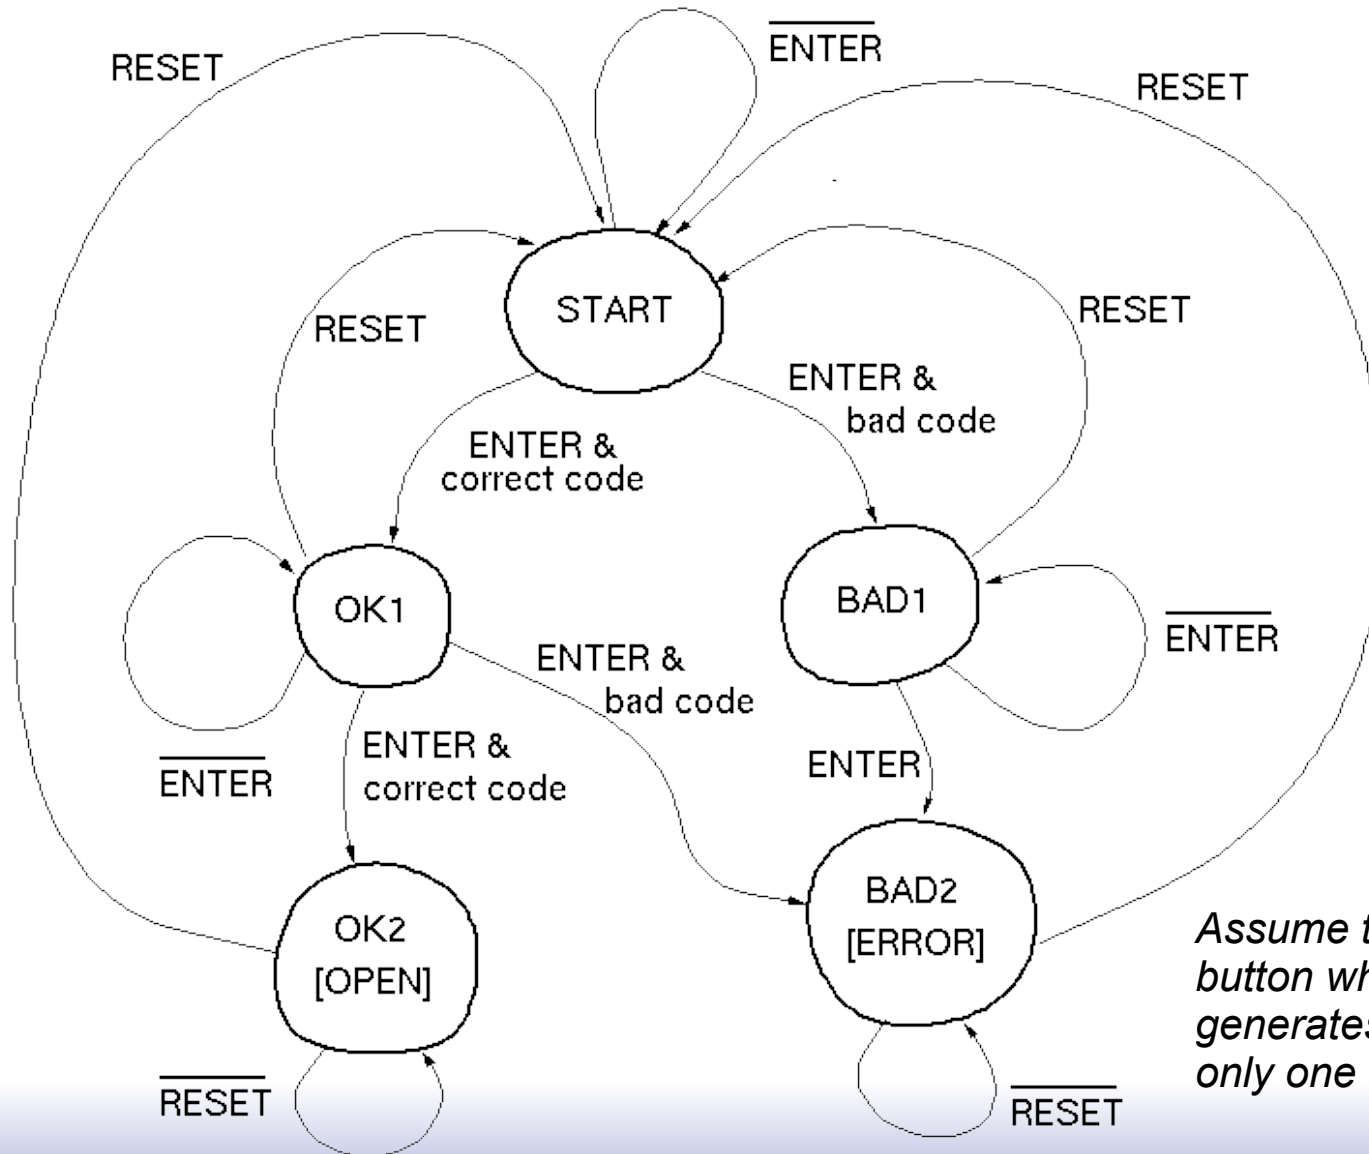 RESET
ENTER
RESET
START
RESET
RESET
ENTER &
bad code
ENTER &
correct code
OK1
BAD1
ENTER
ENTER &
bad code
ENTER
ENTER &
correct code
ENTER
OK2
[OPEN]
BAD2
[ERROR]
RESET
RESET
Assume
button
generates
only one